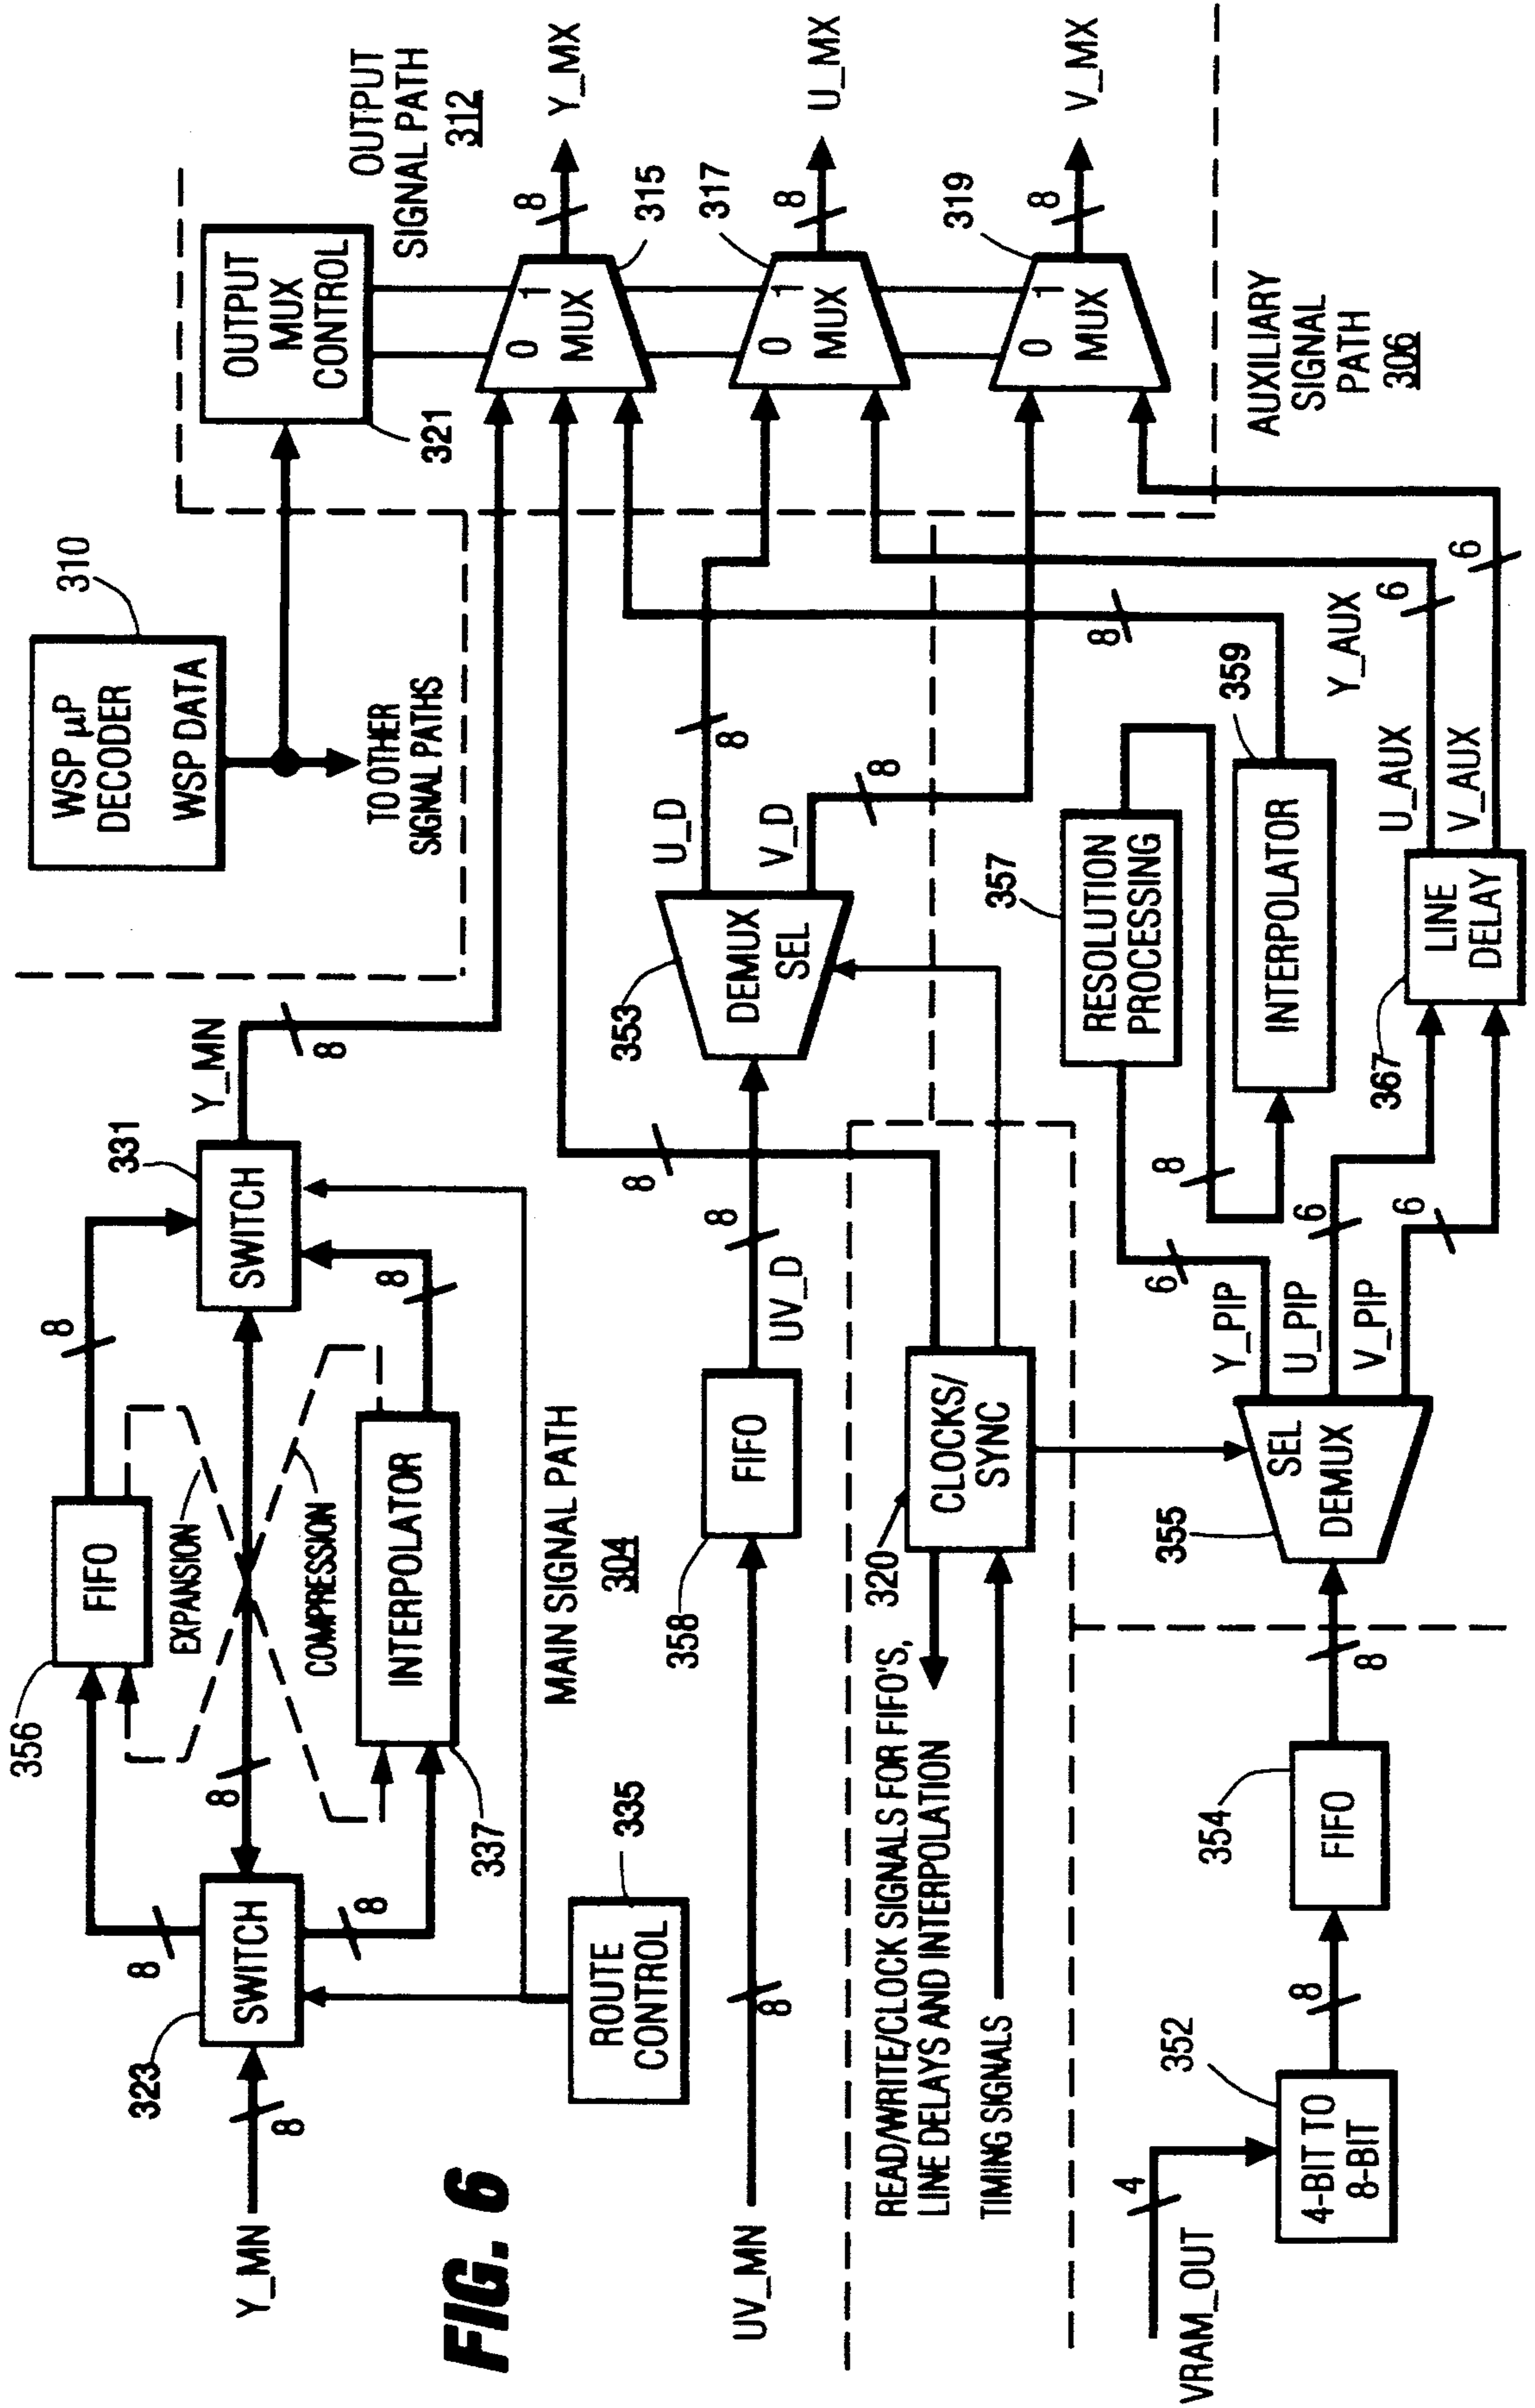 FIG. 6
Y_MN
8
323
SWITCH
8
8
8
356
FIFO
8
EXPANSION
COMPRESSION
INTERPOLATOR
337
8
331
SWITCH
Y_MN
8
335
ROUTE
CONTROL
MAIN SIGNAL PATH
304
UV_MN
8
358
FIFO
8
UV_D
353
DEMUX
SEL
U_D
8
V_D
8
310
WSP µP
DECODER
WSP DATA
TO OTHER
SIGNAL PATHS
OUTPUT
MUX
CONTROL
321
OUTPUT
SIGNAL PATH
312
0 1
MUX
315
8
Y_MX
0 1
MUX
317
8
U_MX
0 1
MUX
319
8
V_MX
READ/WRITE/CLOCK SIGNALS FOR FIFO'S,
LINE DELAYS AND INTERPOLATION
TIMING SIGNALS
320
CLOCKS/
SYNC
8
VRAM_OUT
4
352
4-BIT TO
8-BIT
8
354
FIFO
8
355
SEL
DEMUX
Y_PIP
U_PIP
V_PIP
6
6
6
357
RESOLUTION
PROCESSING
8
359
INTERPOLATOR
8
Y_AUX
367
LINE
DELAY
U_AUX
V_AUX
6
6
AUXILIARY
SIGNAL
PATH
306